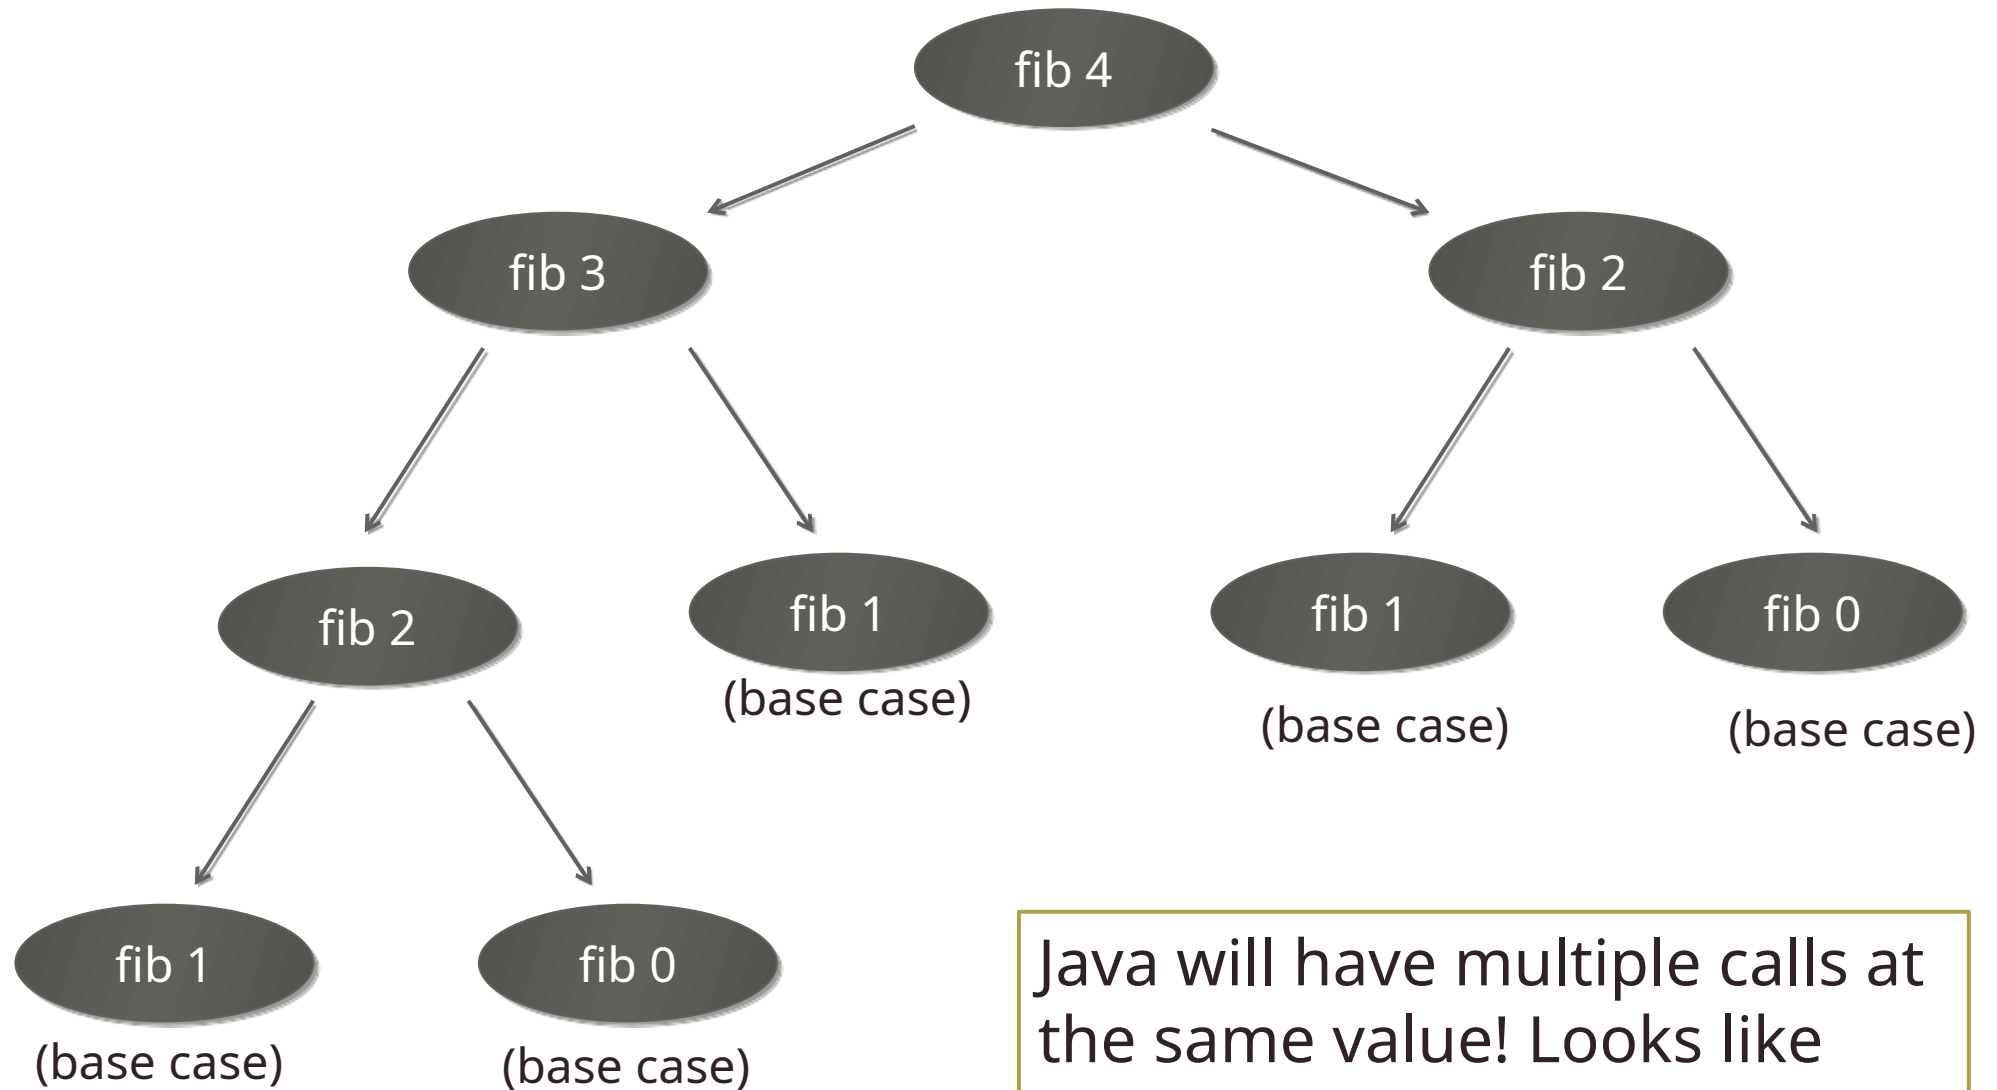 fib 4
fib 3
fib 2
fib 2
fib 1
fib 1
fib 0
(base case)
(base case)
(base case)
fib 1
fib 0
Java will have multiple calls at
the same value! Looks like
(base case)
(base case)